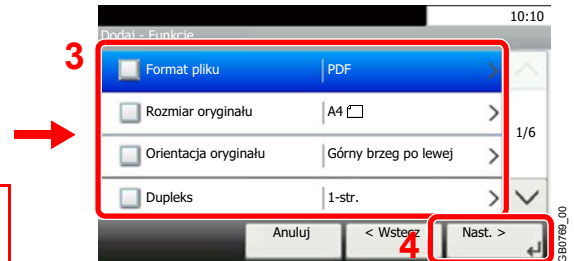 10:10
Dodaj - Funkcje
3
Format pliku PDF
Rozmiar oryginału A4
1/6
Orientacja oryginału Górny brzeg po lewej
Dupleks 1-str.
Anuluj < Wstecz Nast. >
4
GB0769_00